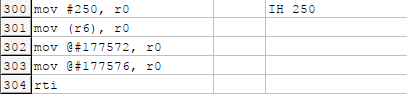 300 mov #250, r0 IH 250
301 mov (r6), r0
302 mov @#177572, r0
303 mov @#177576, r0
304 rti